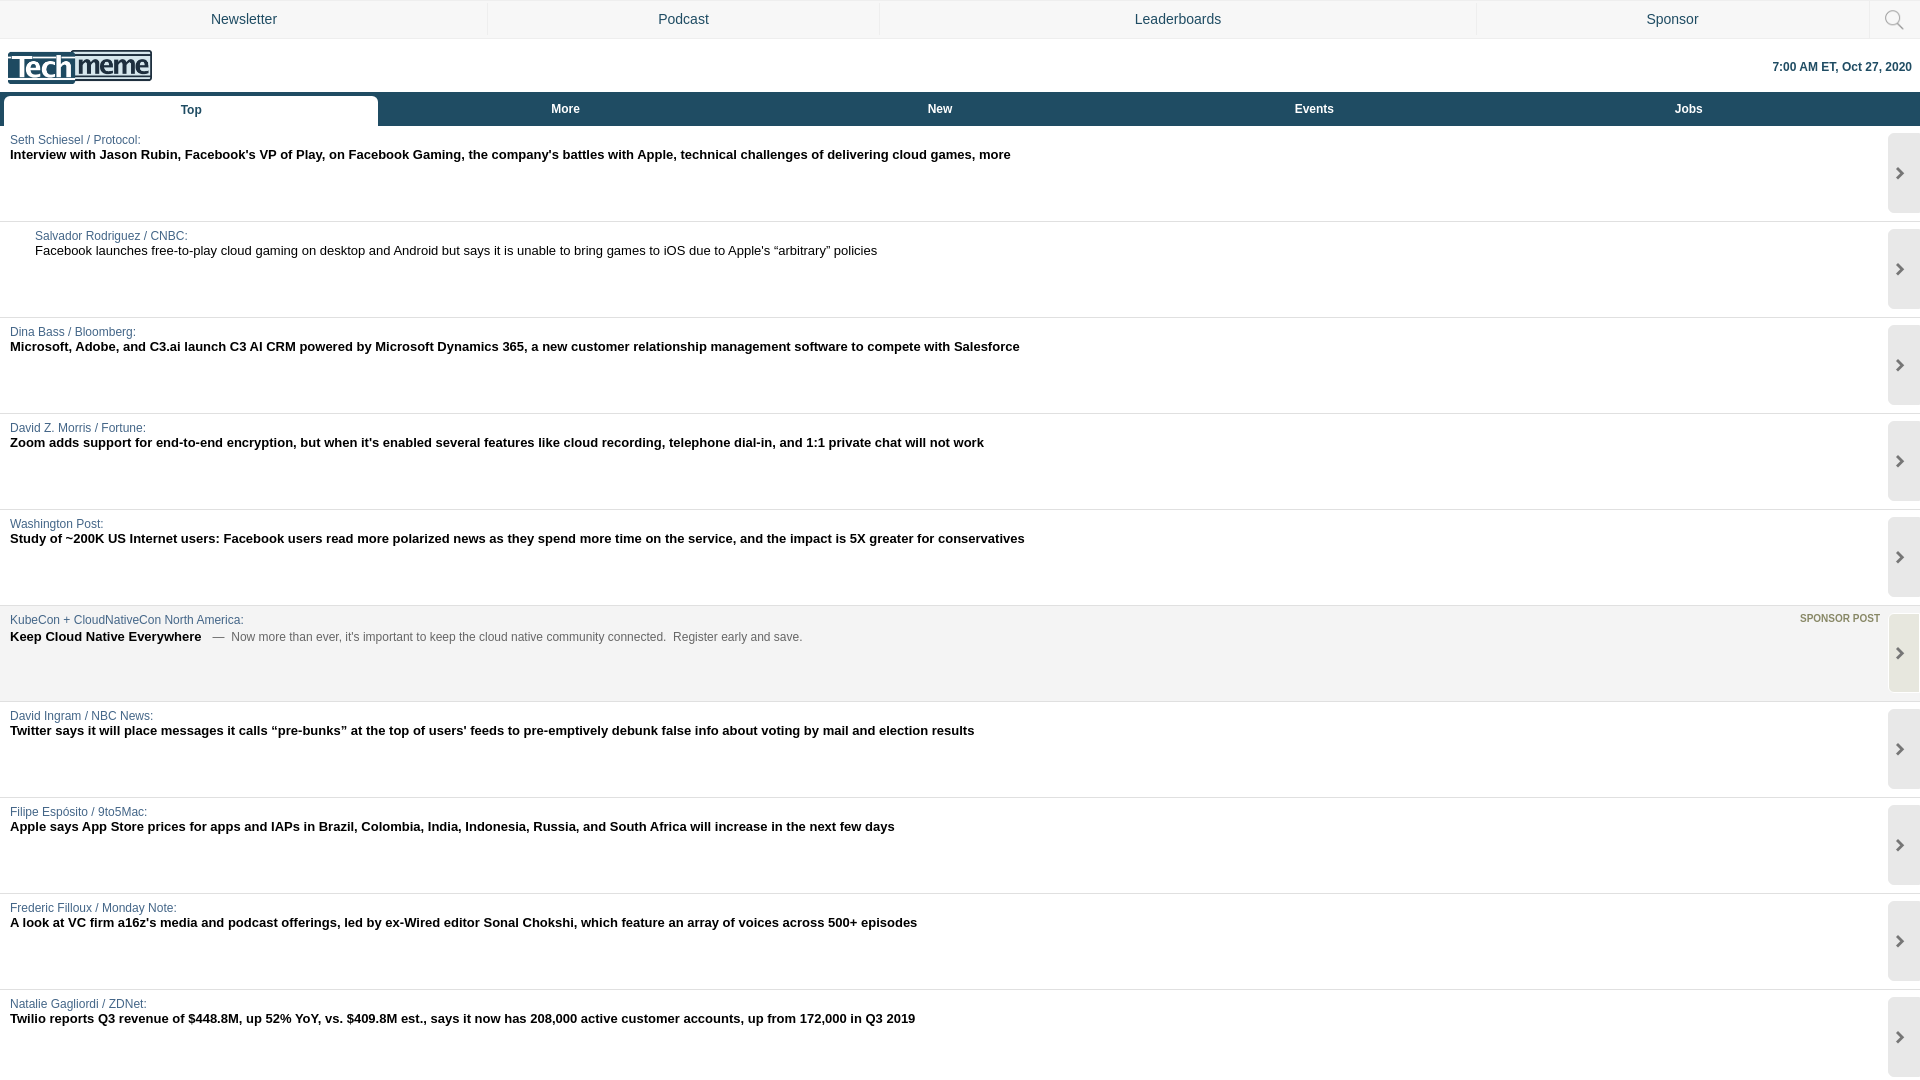 Newsletter
Podcast
Leaderboards
Sponsor
Techmeme
7:00 AM ET, Oct 27, 2020
Top
More
New
Events
Jobs
Seth Schiesel / Protocol:
Interview with Jason Rubin, Facebook's VP of Play, on Facebook Gaming, the company's battles with Apple, technical challenges of delivering cloud games, more
Salvador Rodriguez / CNBC:
Facebook launches free-to-play cloud gaming on desktop and Android but says it is unable to bring games to iOS due to Apple's “arbitrary” policies
Dina Bass / Bloomberg:
Microsoft, Adobe, and C3.ai launch C3 AI CRM powered by Microsoft Dynamics 365, a new customer relationship management software to compete with Salesforce
David Z. Morris / Fortune:
Zoom adds support for end-to-end encryption, but when it's enabled several features like cloud recording, telephone dial-in, and 1:1 private chat will not work
Washington Post:
Study of ~200K US Internet users: Facebook users read more polarized news as they spend more time on the service, and the impact is 5X greater for conservatives
KubeCon + CloudNativeCon North America:
SPONSOR POST
Keep Cloud Native Everywhere — Now more than ever, it's important to keep the cloud native community connected. Register early and save.
David Ingram / NBC News:
Twitter says it will place messages it calls “pre-bunks” at the top of users' feeds to pre-emptively debunk false info about voting by mail and election results
Filipe Espósito / 9to5Mac:
Apple says App Store prices for apps and IAPs in Brazil, Colombia, India, Indonesia, Russia, and South Africa will increase in the next few days
Frederic Filloux / Monday Note:
A look at VC firm a16z's media and podcast offerings, led by ex-Wired editor Sonal Chokshi, which feature an array of voices across 500+ episodes
Natalie Gagliordi / ZDNet:
Twilio reports Q3 revenue of $448.8M, up 52% YoY, vs. $409.8M est., says it now has 208,000 active customer accounts, up from 172,000 in Q3 2019